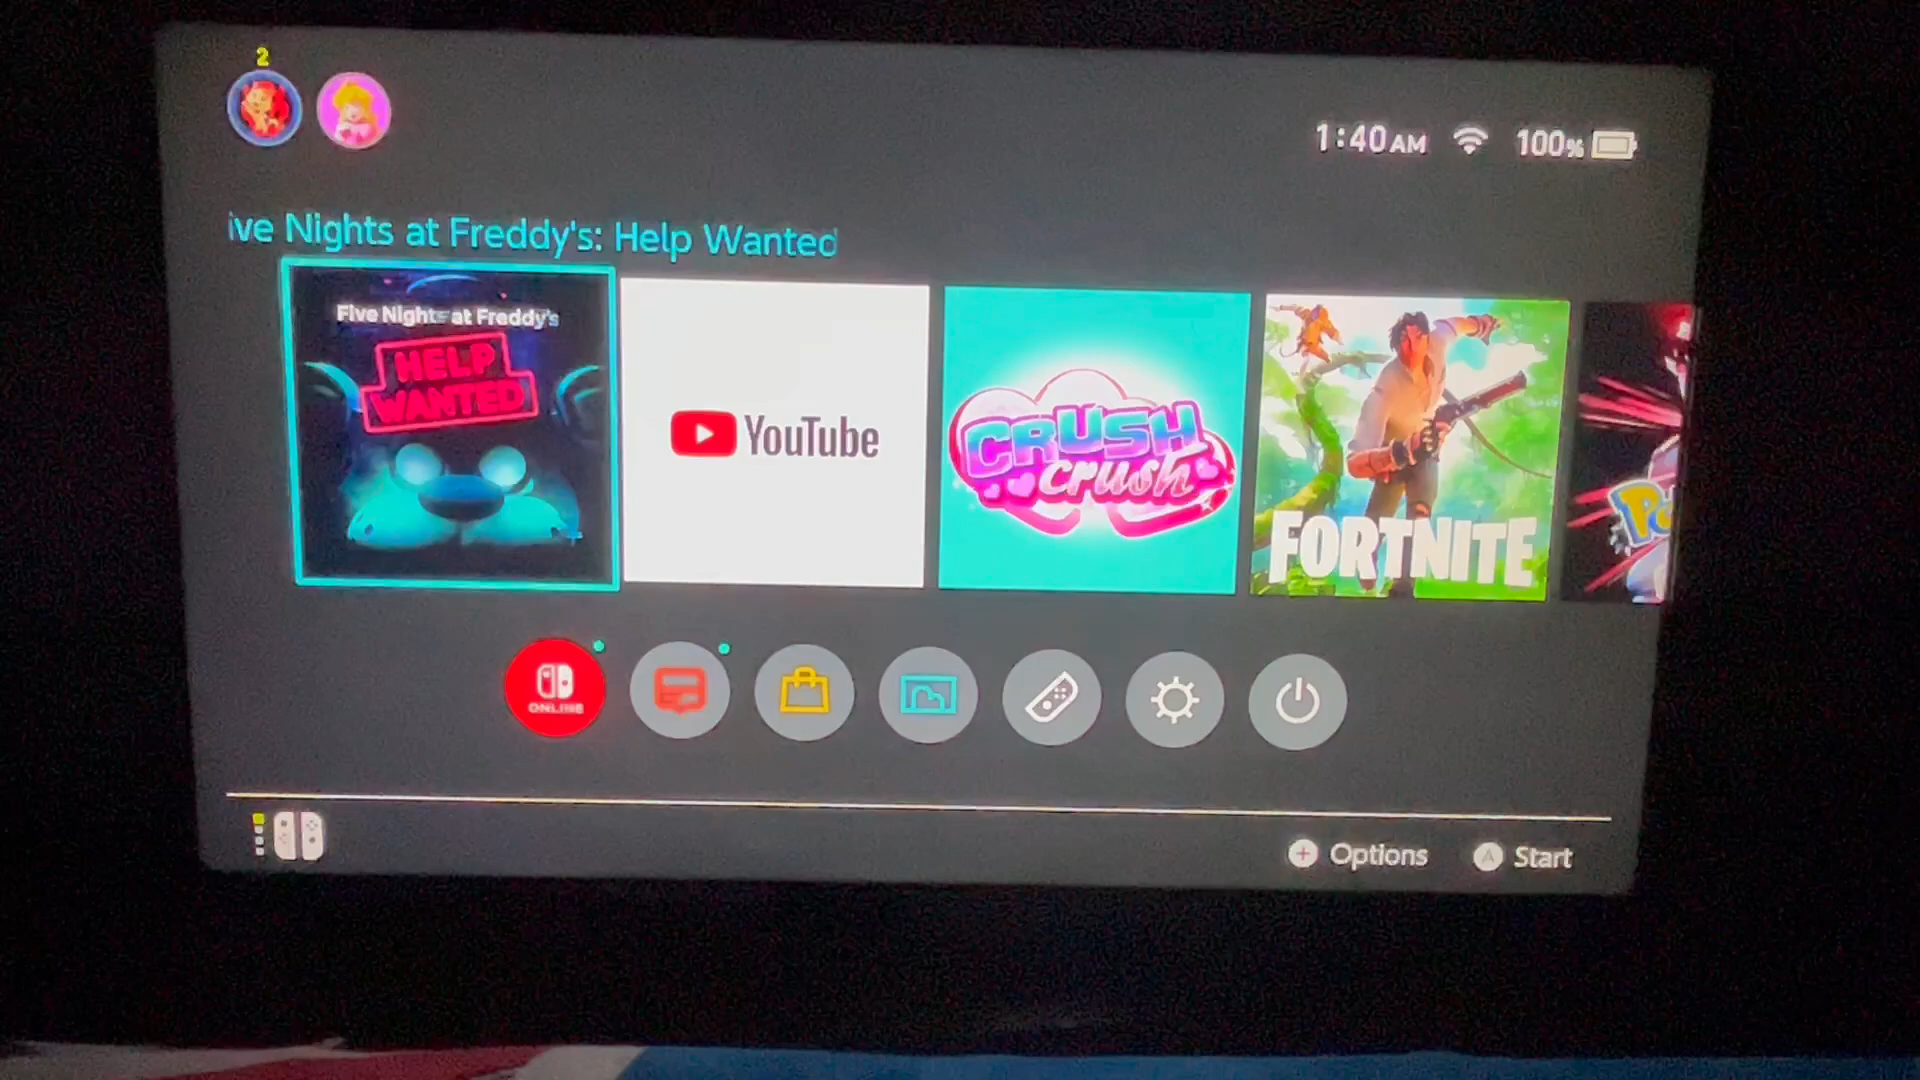 2
1:40 AM 100%
ive Nights at Freddy's: Help Wanted
Five Nights at Freddy's
HELP
WANTED
YouTube
CRUSH
crush
FORTNITE
ONLINE
Options
A Start